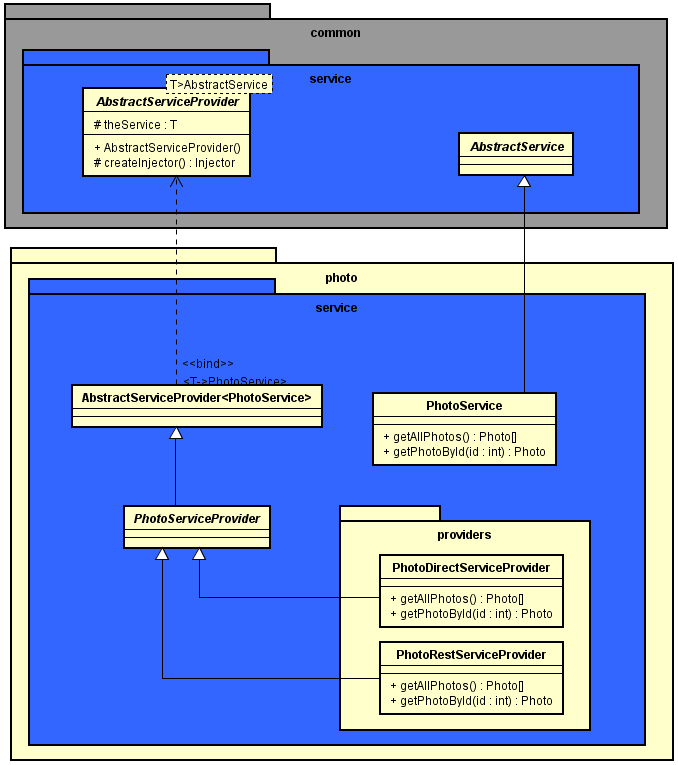 common
service
T>AbstractService
AbstractServiceProvider
# theService : T
+ AbstractServiceProvider()
# createInjector() : Injector
AbstractService
photo
service
<<bind>>
<T->PhotoService>
AbstractServiceProvider<PhotoService>
PhotoService
+ getAllPhotos() : Photo[]
+ getPhotoById(id : int) : Photo
PhotoServiceProvider
providers
PhotoDirectServiceProvider
+ getAllPhotos() : Photo[]
+ getPhotoById(id : int) : Photo
PhotoRestServiceProvider
+ getAllPhotos() : Photo[]
+ getPhotoById(id : int) : Photo